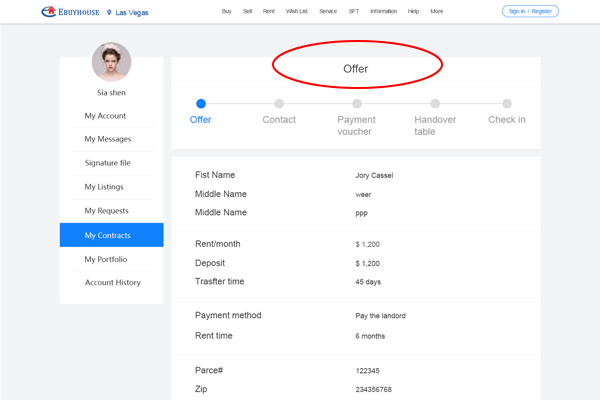 EBUYHOUSE Las Vegas Buy Sell Rent Wish List Service SFT Information Help More Sign in / Register
Sia shen
My Account
My Messages
Signature file
My Listings
My Requests
My Contracts
My Portfolio
Account History
Offer
Offer Contact Payment voucher Handover table Check in
Fist Name Jory Cassel
Middle Name weer
Middle Name ppp
Rent/month $ 1,200
Deposit $ 1,200
Trasfter time 45 days
Payment method Pay the landord
Rent time 6 months
Parce# 122345
Zip 234356768